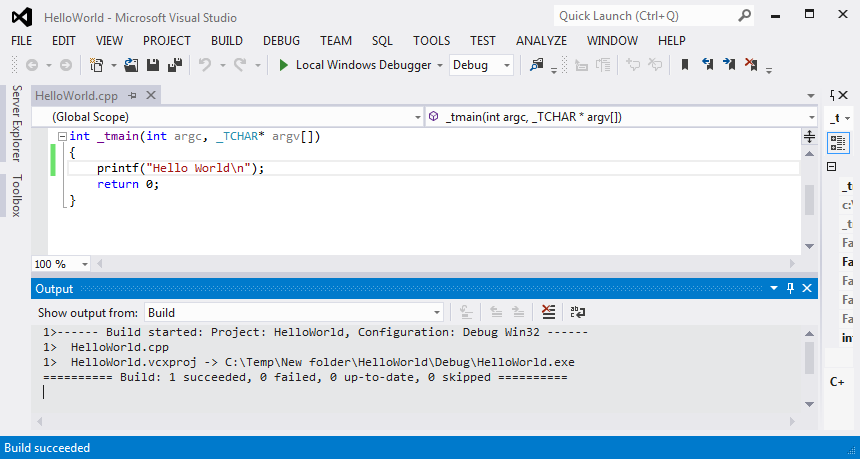 HelloWorld - Microsoft Visual Studio
Quick Launch (Ctrl+Q)
FILE EDIT VIEW PROJECT BUILD DEBUG TEAM SQL TOOLS TEST ANALYZE WINDOW HELP
Local Windows Debugger Debug
Server Explorer
Toolbox
HelloWorld.cpp
(Global Scope) _tmain(int argc, _TCHAR * argv[])
int _tmain(int argc, _TCHAR* argv[])
{
printf("Hello World\n");
return 0;
}
100 %
Output
Show output from: Build
1>------ Build started: Project: HelloWorld, Configuration: Debug Win32 ------
1>  HelloWorld.cpp
1>  HelloWorld.vcxproj -> C:\Temp\New folder\HelloWorld\Debug\HelloWorld.exe
========== Build: 1 succeeded, 0 failed, 0 up-to-date, 0 skipped ==========
_t
_t
c:\
_t
Fa
Fa
Fa
Fa
Fa
in
C+
Build succeeded